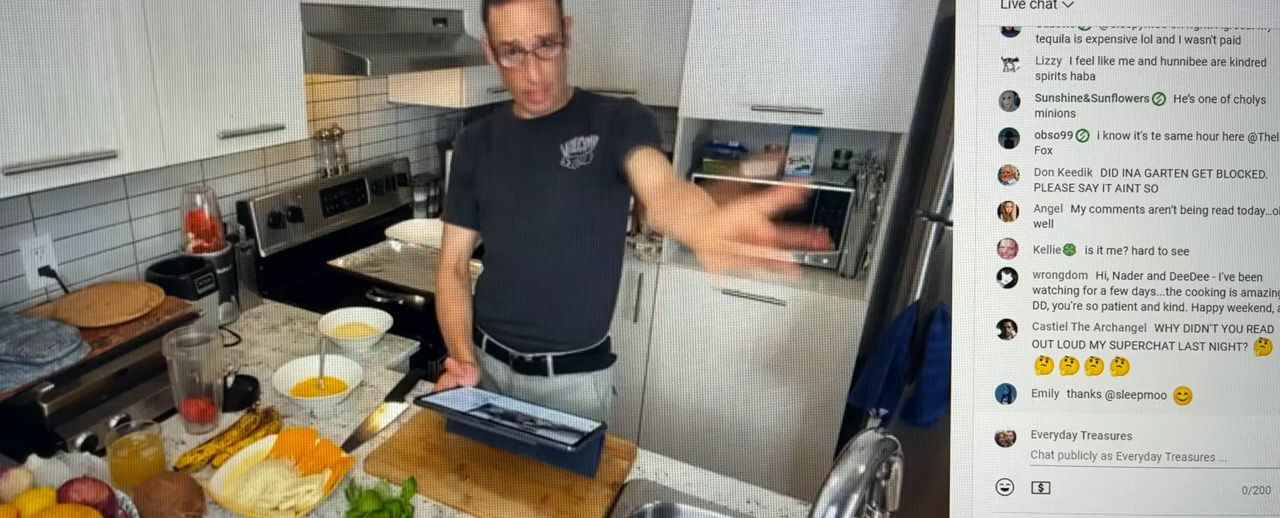 Live chat
tequila is expensive lol and I wasn't paid
Lizzy I feel like me and hunnibee are kindred
spirits haba
Sunshine&Sunflowers He's one of cholys
minions
obso99 i know it's te same hour here @The
Fox
Don Keedik DID INA GARTEN GET BLOCKED.
PLEASE SAY IT AINT SO
Angel My comments aren't being read today...o
well
Kellie is it me? hard to see
wrongdom Hi, Nader and DeeDee - I've been
watching for a few days...the cooking is amazing
DD, you're so patient and kind. Happy weekend,
Castiel The Archangel WHY DIDN'T YOU READ
OUT LOUD MY SUPERCHAT LAST NIGHT? 🤔
🤔🤔🤔🤔
Emily thanks @sleepmoo 😊
Everyday Treasures
Chat publicly as Everyday Treasures ...
0/200